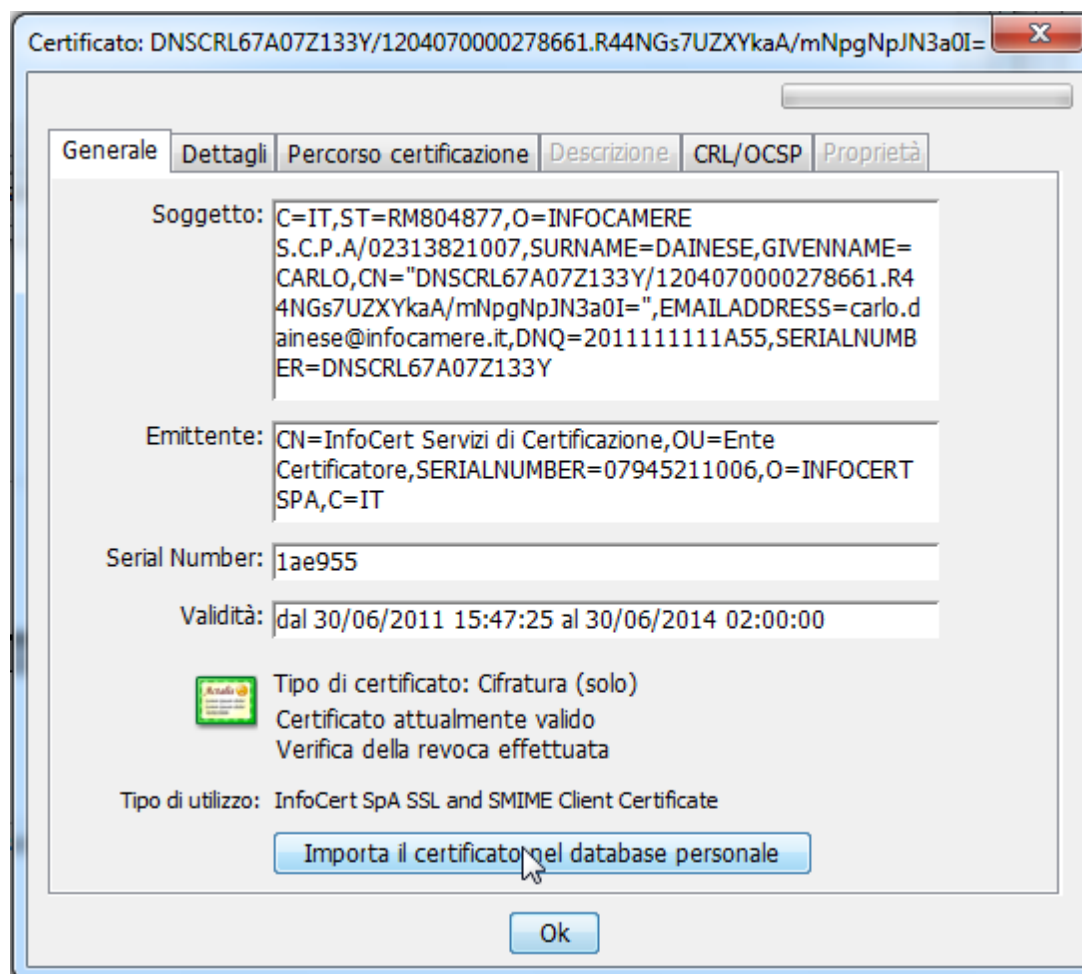 Certificato: DNSCRL67A07Z133Y/1204070000278661.R44NGs7UZXYkaA/mNpgNpJN3a0I=
Generale Dettagli Percorso certificazione Descrizione CRL/OCSP Proprietà
Soggetto: C=IT,ST=RM804877,O=INFOCAMERE
S.C.P.A/02313821007,SURNAME=DAINESE,GIVENNAME=
CARLO,CN="DNSCRL67A07Z133Y/1204070000278661.R4
4NGs7UZXYkaA/mNpgNpJN3a0I=",EMAILADDRESS=carlo.d
ainese@infocamere.it,DNQ=2011111111A55,SERIALNUMB
ER=DNSCRL67A07Z133Y
Emittente: CN=InfoCert Servizi di Certificazione,OU=Ente
Certificatore,SERIALNUMBER=07945211006,O=INFOCERT
SPA,C=IT
Serial Number: 1ae955
Validità: dal 30/06/2011 15:47:25 al 30/06/2014 02:00:00
Tipo di certificato: Cifratura (solo)
Certificato attualmente valido
Verifica della revoca effettuata
Tipo di utilizzo: InfoCert SpA SSL and SMIME Client Certificate
Importa il certificato nel database personale
Ok